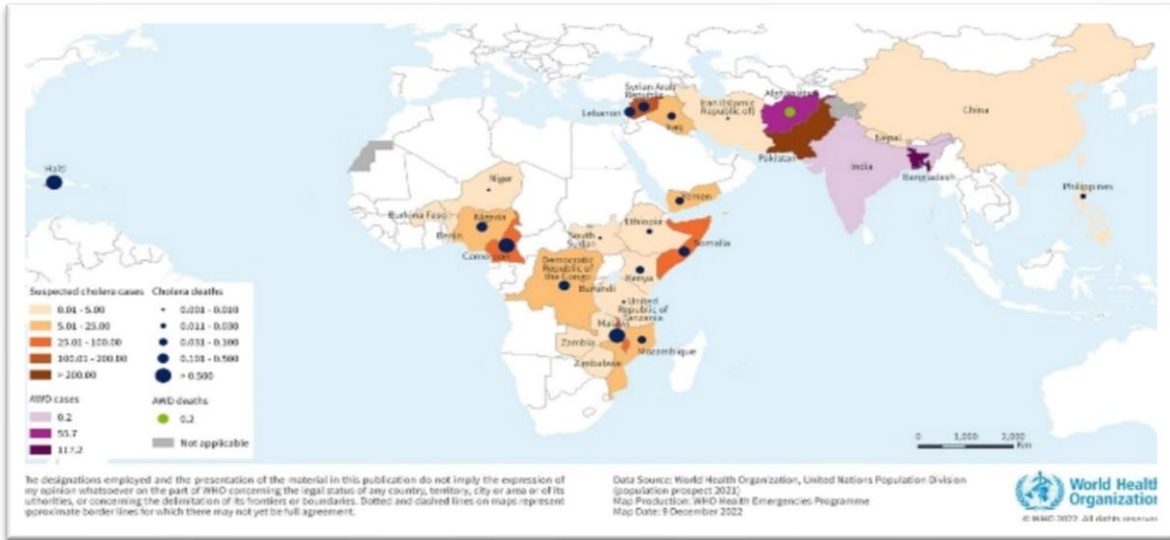 Syrian Arab
Republic
Lebanon
Iraq
Iran (Islamic
Republic of)
Afghanistan
China
Nepal
Pakistan
India
Bangladesh
Philippines
Haiti
Niger
Burkina Faso
Nigeria
Benin
Cameroon
South
Sudan
Ethiopia
Yemen
Somalia
Democratic
Republic of
the Congo
Kenya
Burundi
United
Republic of
Tanzania
Malawi
Zambia
Mozambique
Zimbabwe
Suspected cholera cases
0.01 - 5.00
5.01 - 25.00
25.01 - 100.00
100.01 - 200.00
> 200.00
AWD cases
0.2
55.7
117.2
Cholera deaths
0.001 - 0.010
0.011 - 0.030
0.031 - 0.100
0.101 - 0.500
> 0.500
AWD deaths
0.2
Not applicable
0 1,000 2,000
Km
he designations employed and the presentation of the material in this publication do not imply the expression of
ny opinion whatsoever on the part of WHO concerning the legal status of any country, territory, city or area or of its
uthorities, or concerning the delimitation of its frontiers or boundaries. Dotted and dashed lines on maps represent
pproximate border lines for which there may not yet be full agreement.
Data Source: World Health Organization, United Nations Population Division
(population prospect 2021)
Map Production: WHO Health Emergencies Programme
Map Date: 9 December 2022
World Health
Organization
© WHO 2022. All rights reserved